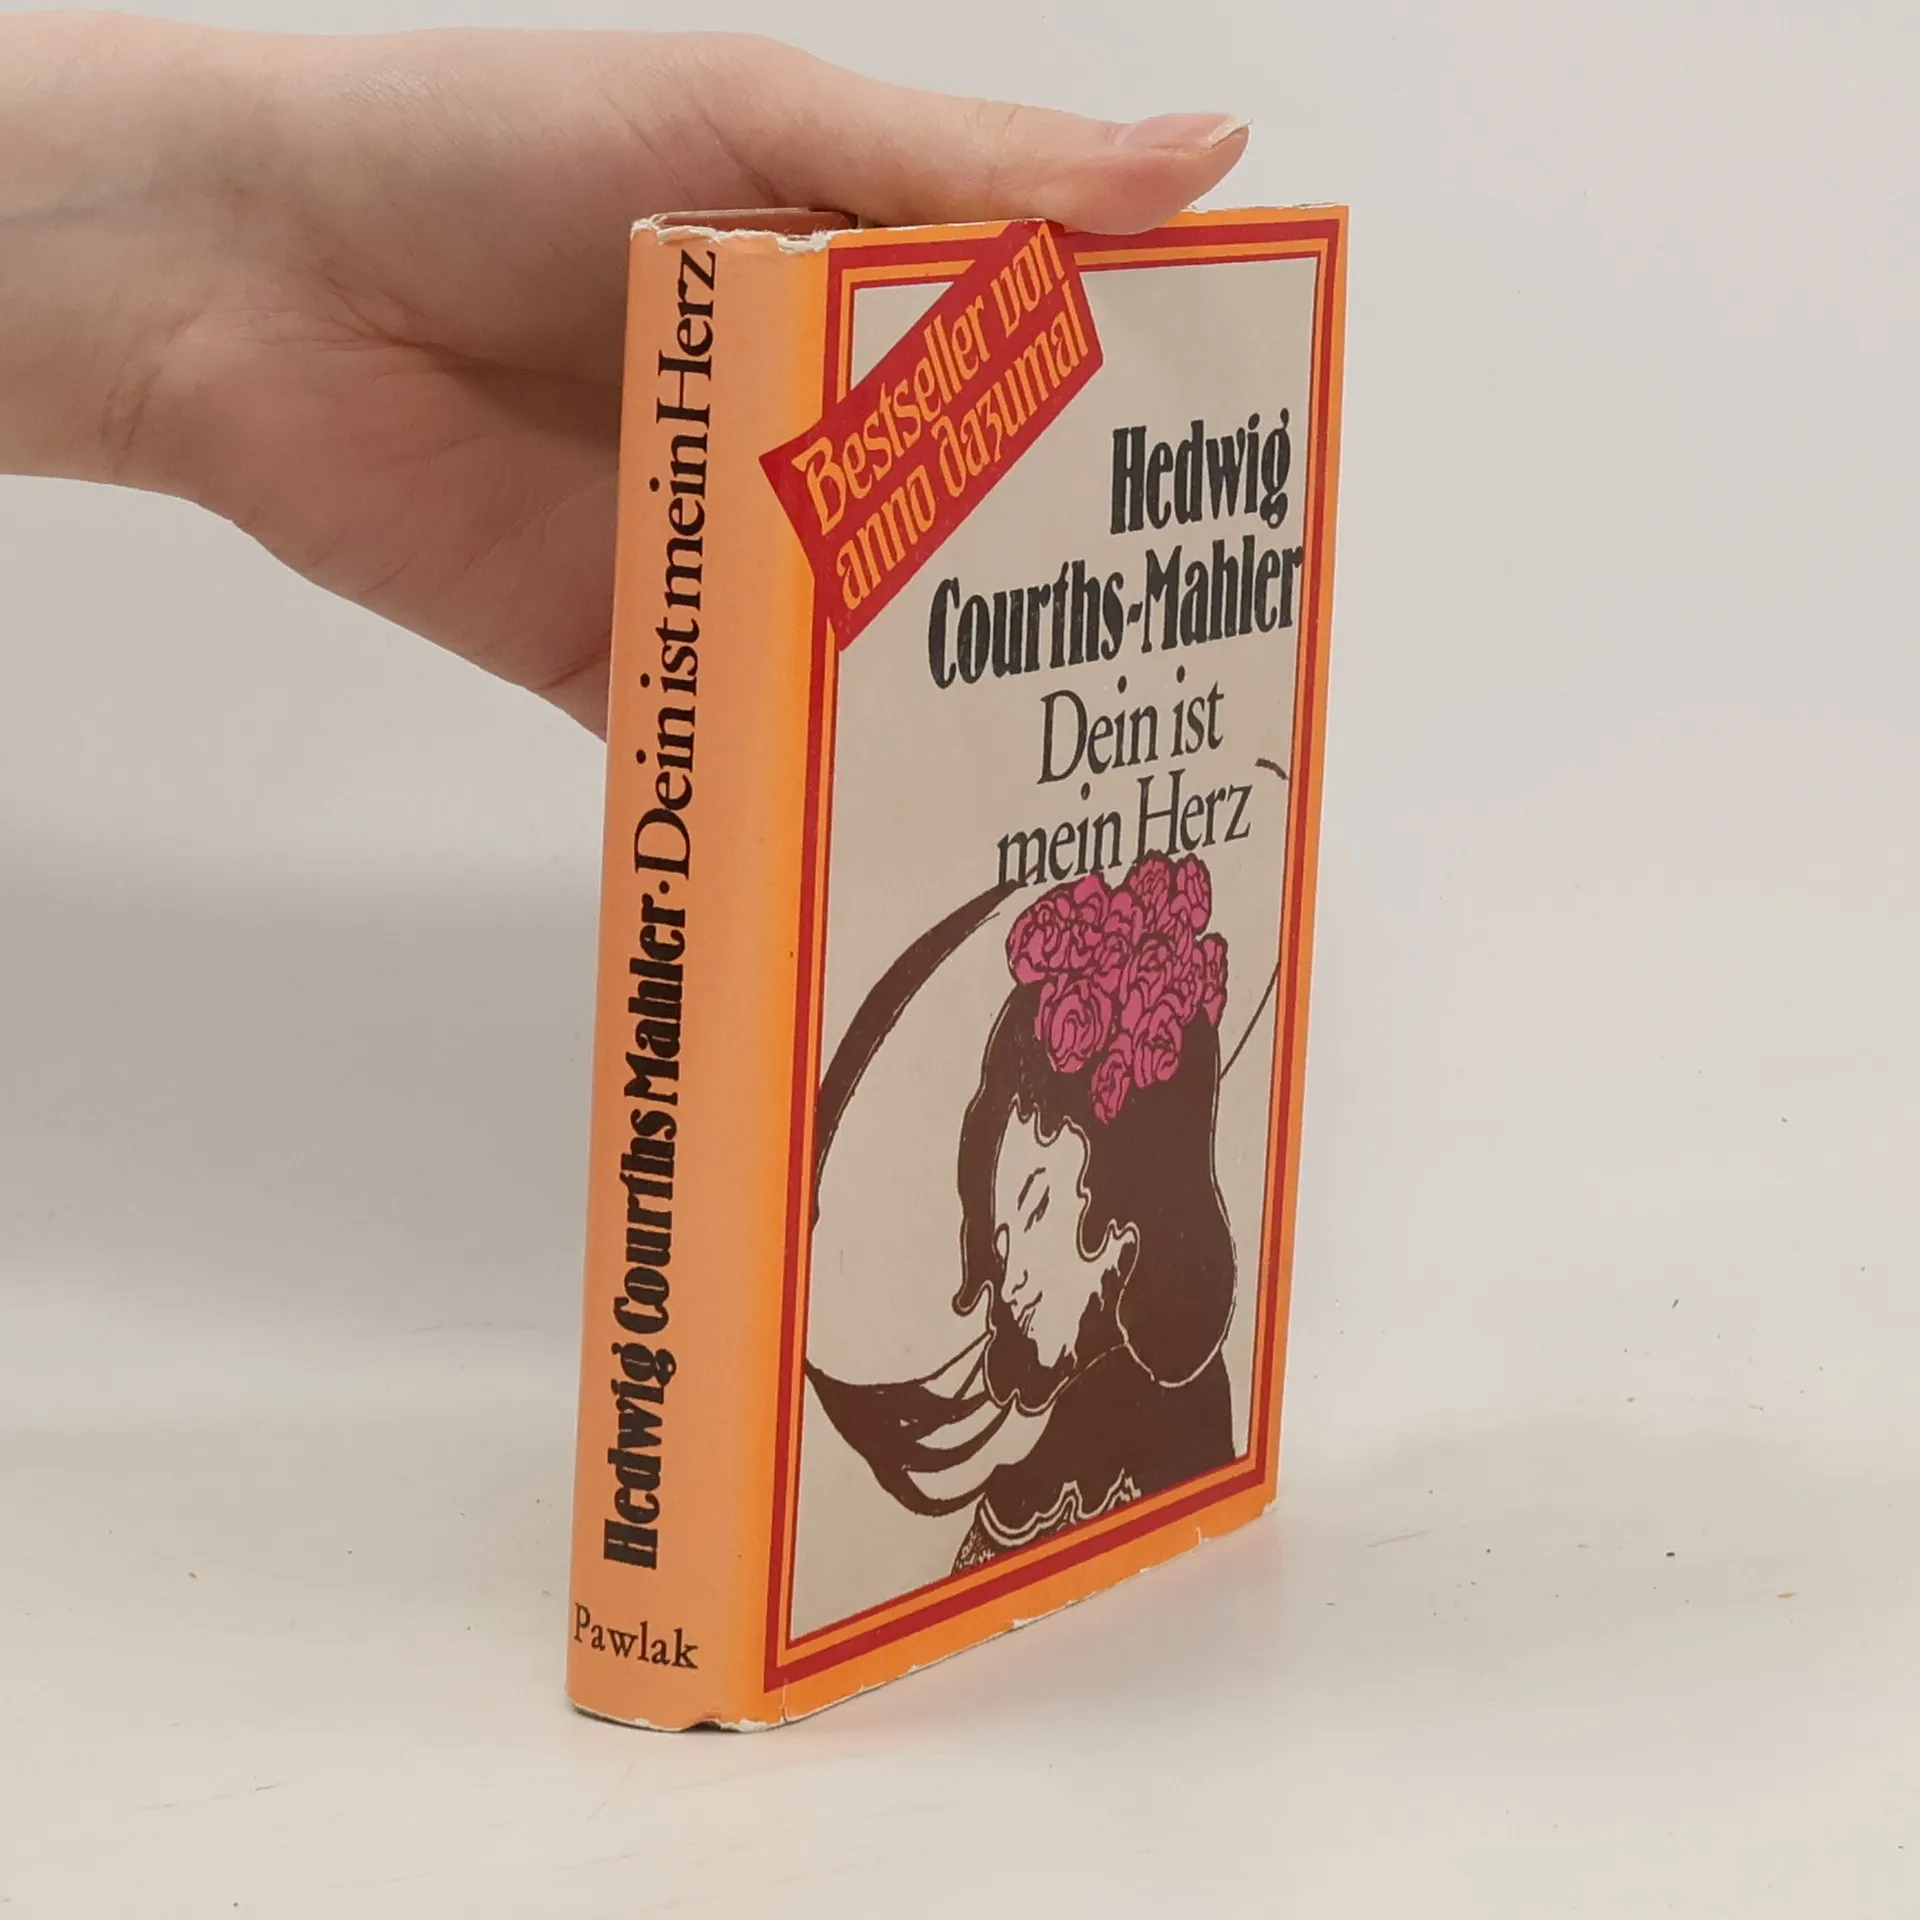 Hedwig Courths Mahler · Dein ist mein Herz
Pawlak
Bestseller von
anno dazumal
Hedwig
Courths-Mahler
Dein ist
mein Herz